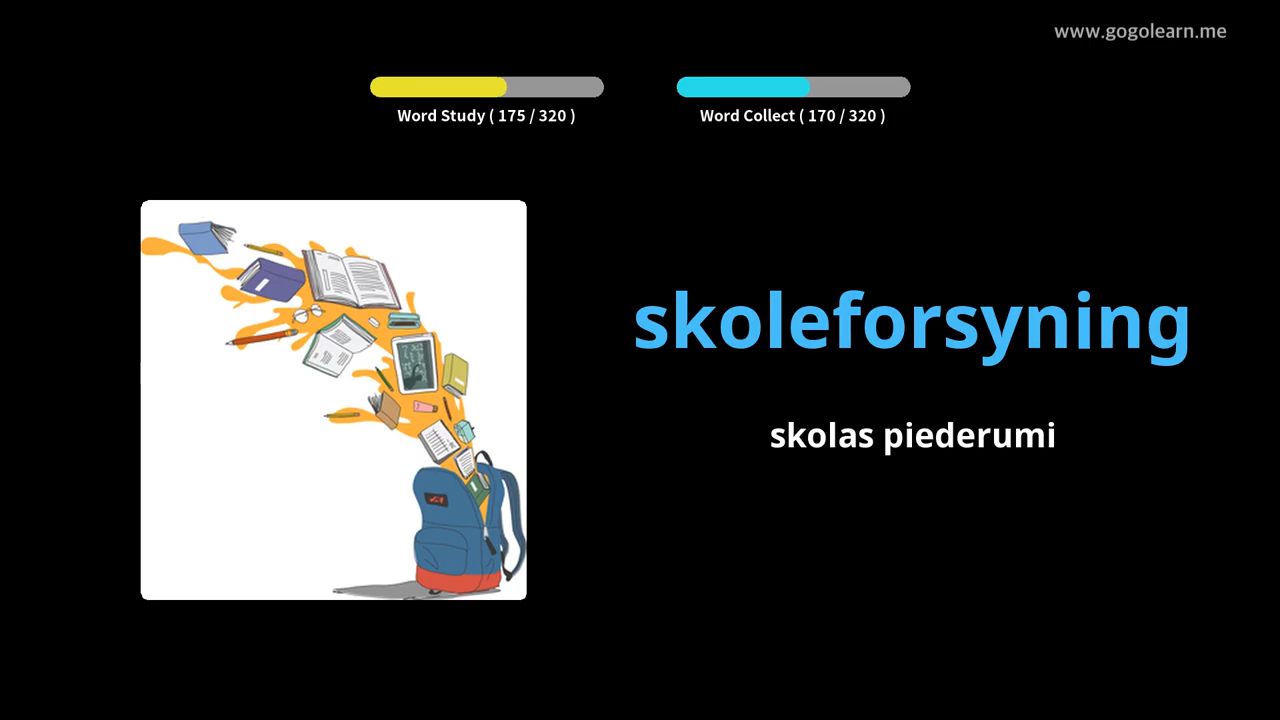 www.gogolearn.me
Word Study ( 175 / 320 )
Word Collect ( 170 / 320 )
skoleforsyning
skolas piederumi